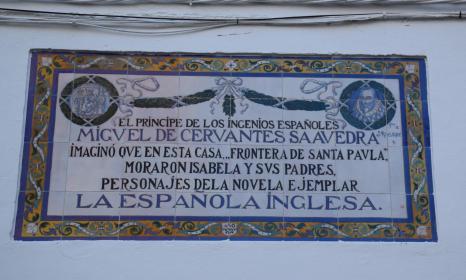 EL PRINCIPE DE LOS INGENIOS ESPAÑOLES
MIGVEL DE CERVANTES SAAVEDRA
IMAGINÓ QVE EN ESTA CASA,,,FRONTERA DE SANTA PAVLA",
MORARON ISABELA Y SVS PADRES,
PERSONAJES DE LA NOVELA EJEMPLAR
LA ESPAÑOLA INGLESA.